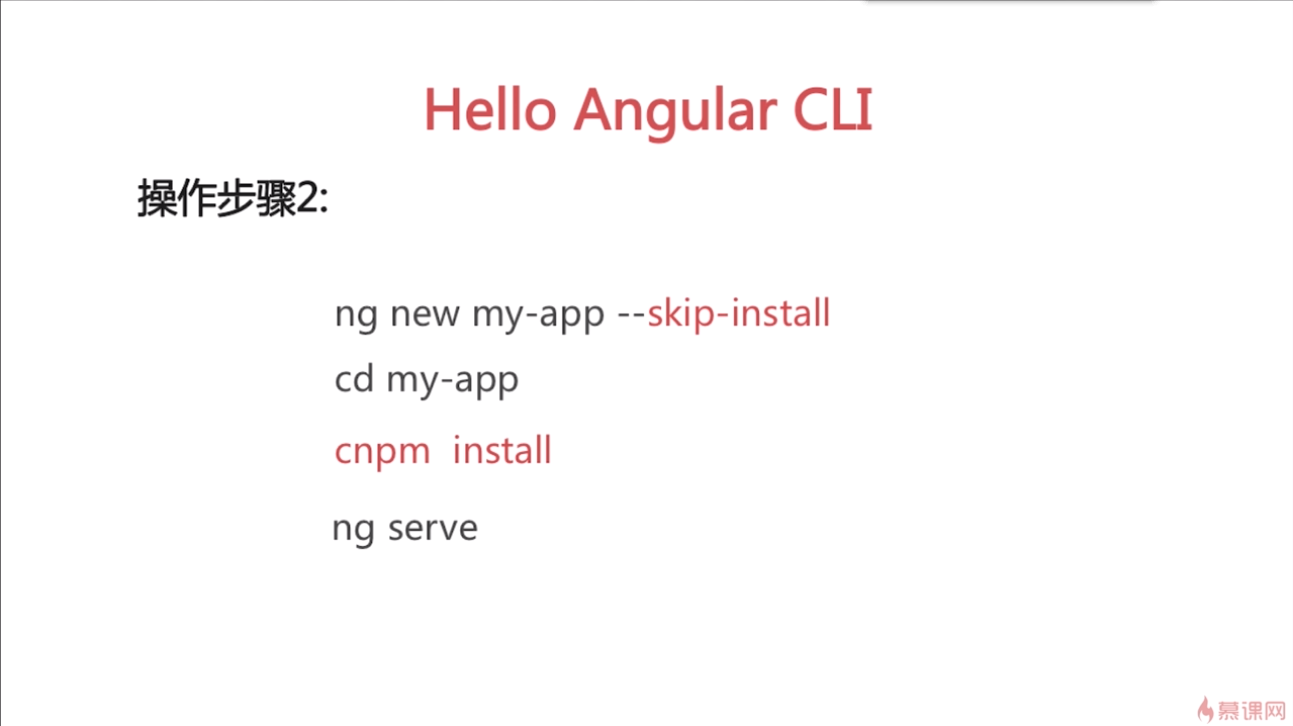 Hello Angular CLI
操作步骤2:
ng new my-app --skip-install
cd my-app
cnpm  install
ng serve
慕课网